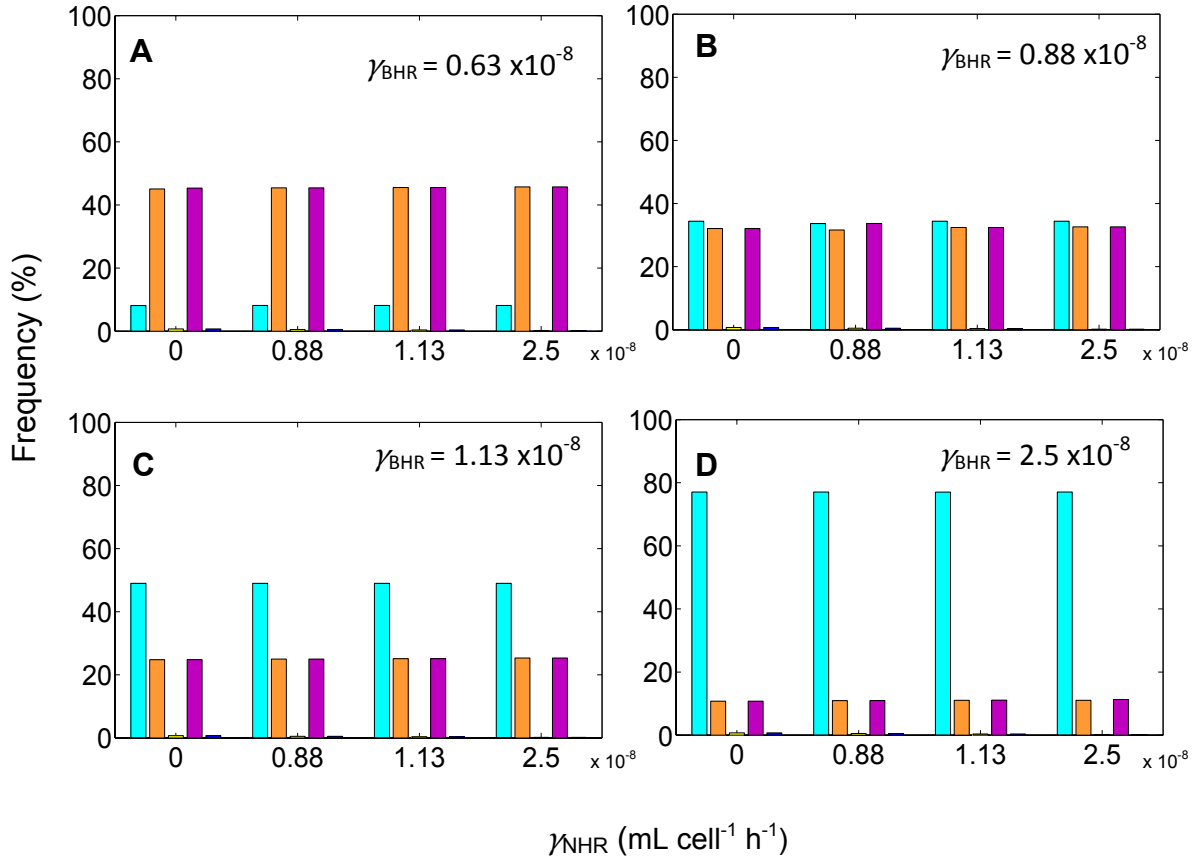 A
γBHR = 0.63 x10-8
100
80
60
40
20
0
0 0.88 1.13 2.5 x 10-8
B
γBHR = 0.88 x10-8
100
80
60
40
20
0
0 0.88 1.13 2.5 x 10-8
Frequency (%)
C
γBHR = 1.13 x10-8
100
80
60
40
20
0
0 0.88 1.13 2.5 x 10-8
D
γBHR = 2.5 x10-8
100
80
60
40
20
0
0 0.88 1.13 2.5 x 10-8
γNHR (mL cell-1 h-1)